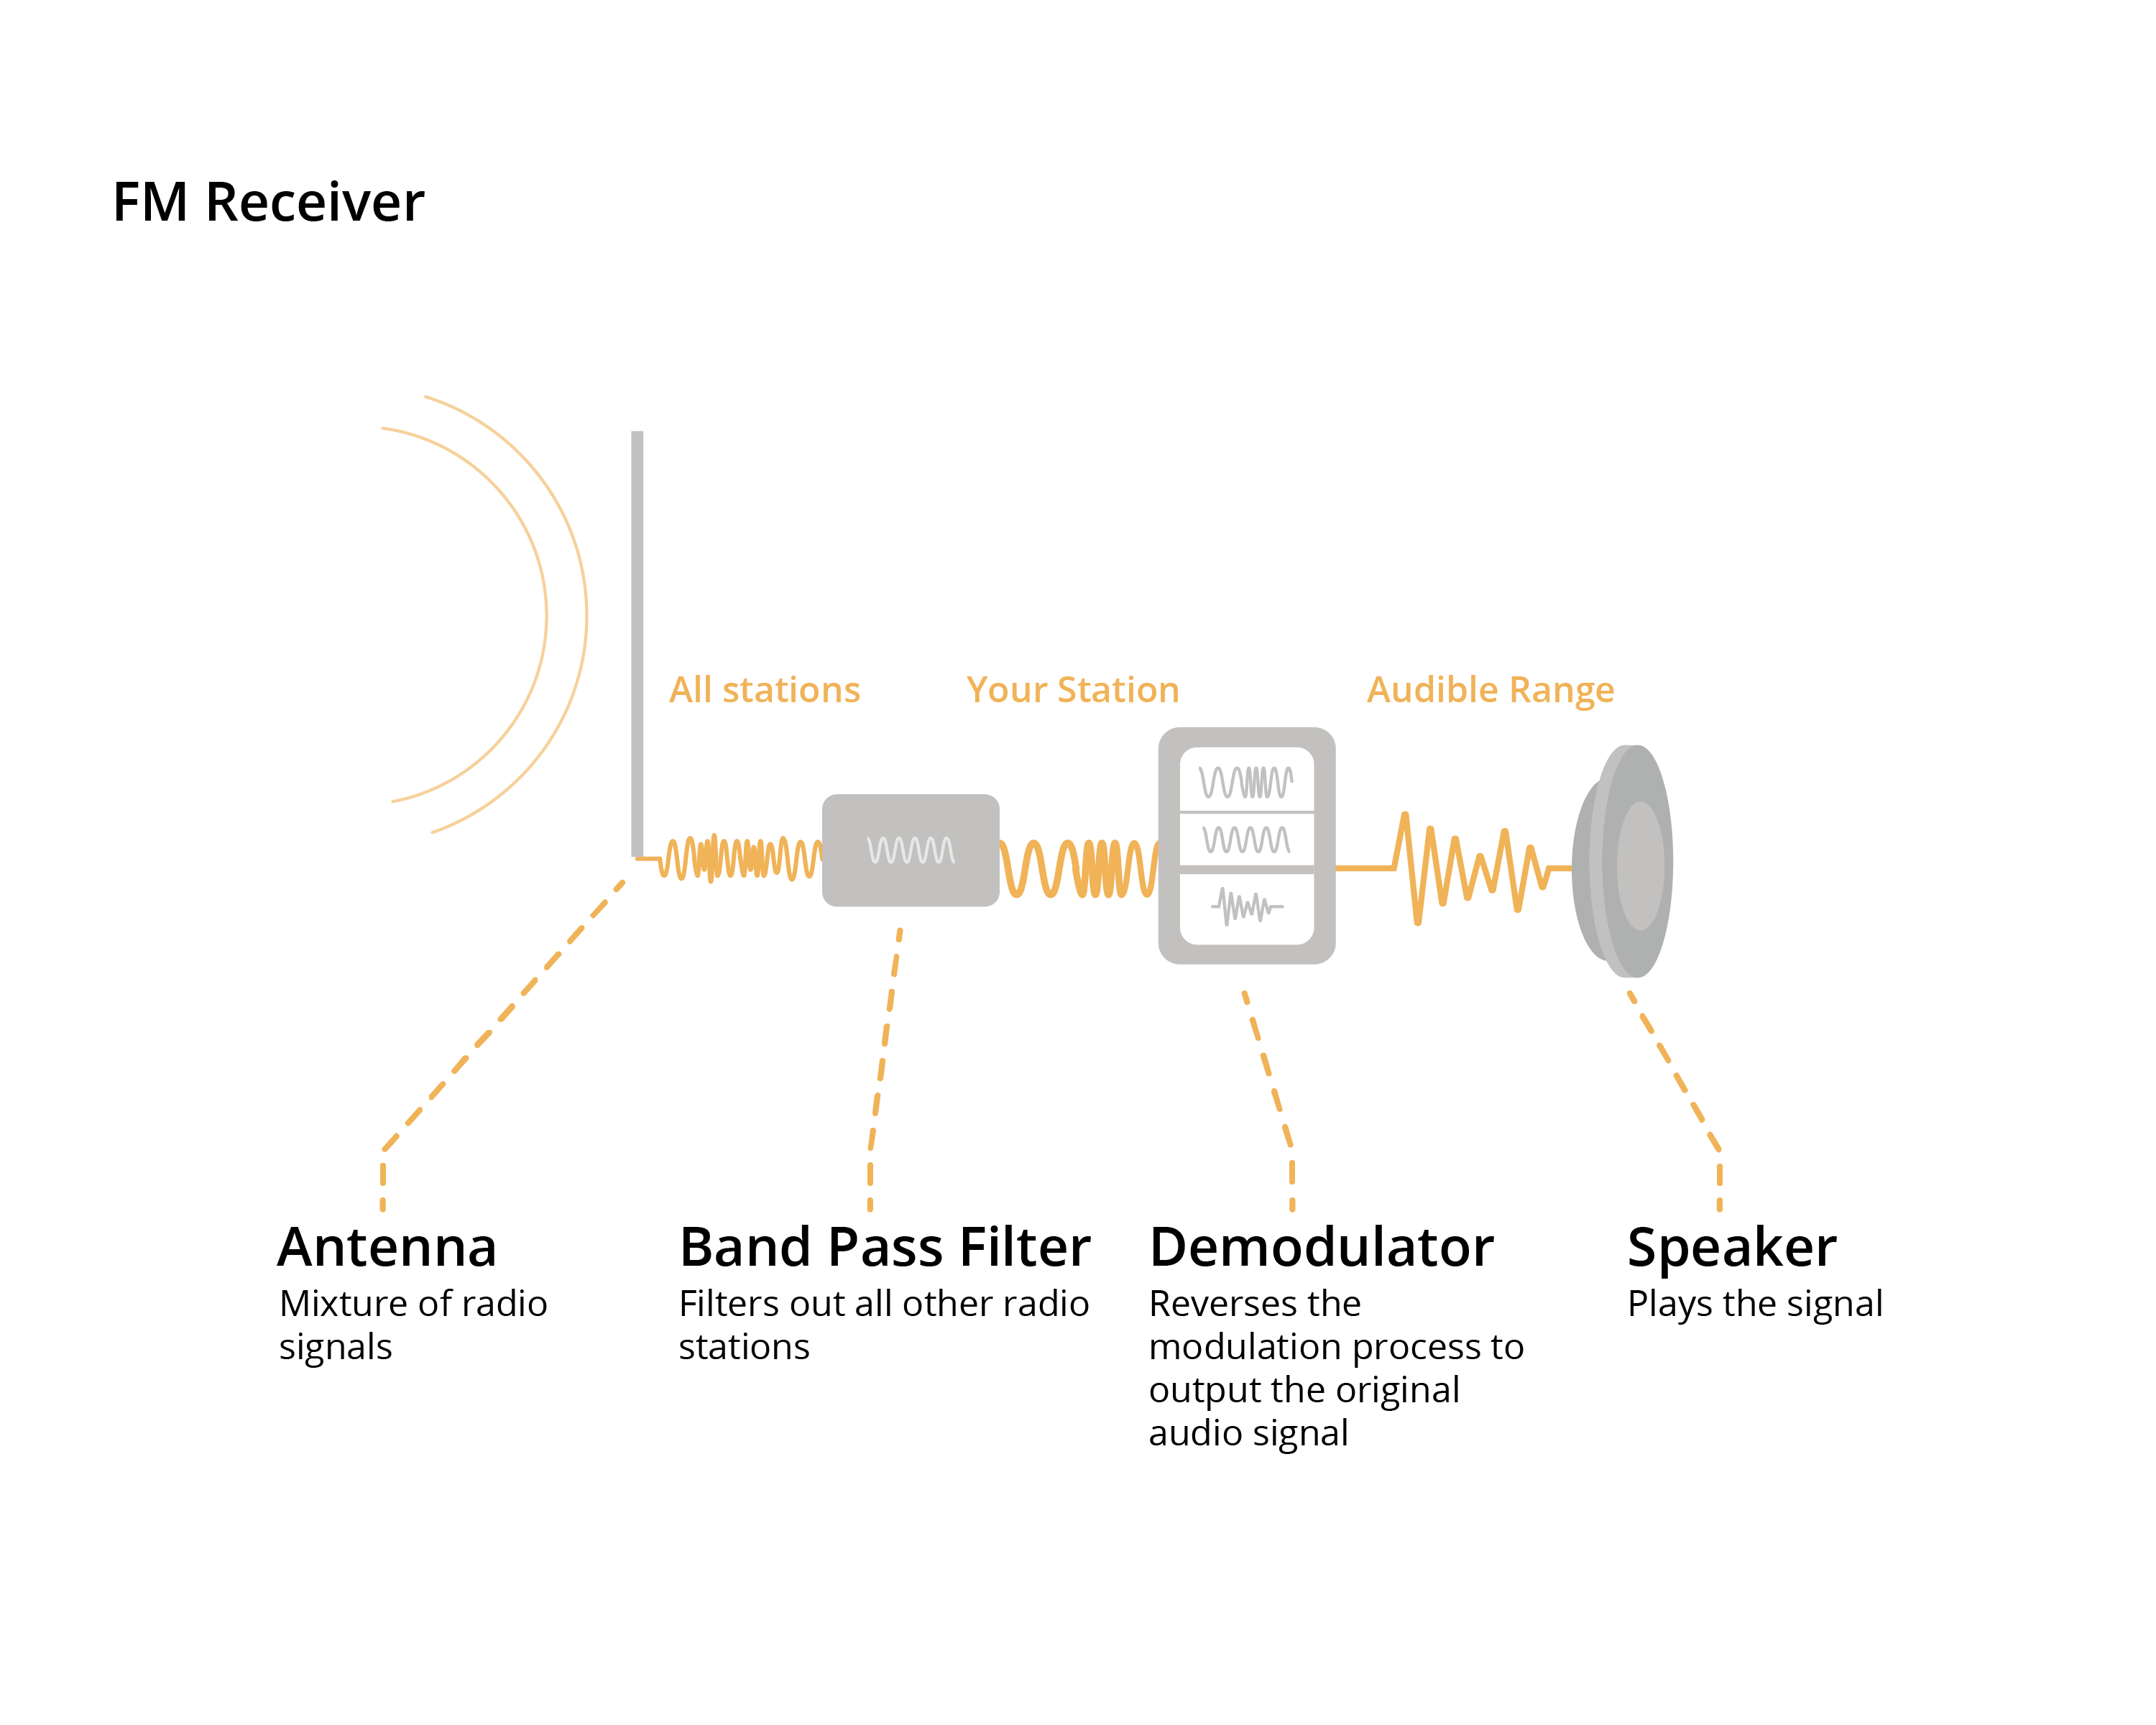 FM Receiver
All stations
Your Station
Audible Range
Antenna
Mixture of radio
signals
Band Pass Filter
Filters out all other radio
stations
Demodulator
Reverses the
modulation process to
output the original
audio signal
Speaker
Plays the signal